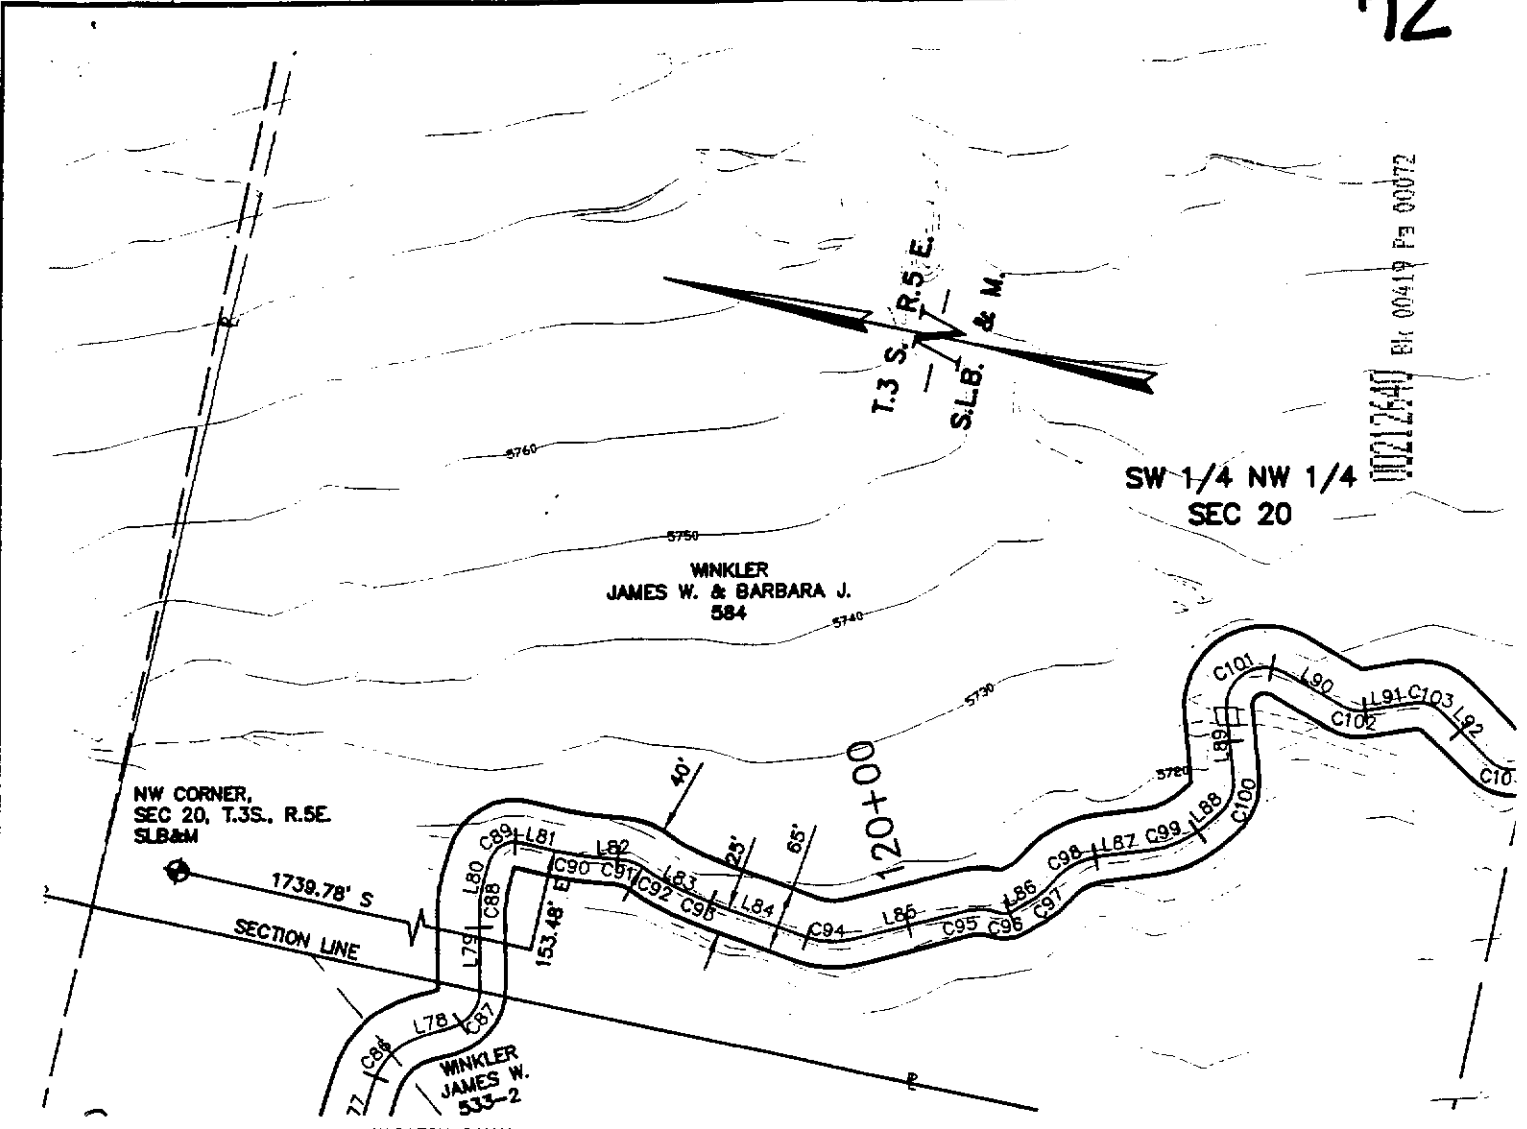 72
00212640 Bk 00419 Pg 00072
T.3 S. R.5 E.
S.L.B. & M.
SW 1/4 NW 1/4
SEC 20
5760
5750
WINKLER
JAMES W. & BARBARA J.
584
5740
5730
5720
120+00
NW CORNER,
SEC 20, T.3S., R.5E.
SLB&M
1739.78' S
153.48' E
SECTION LINE
40'
25'
65'
77
C86
L78
C87
L79
C88
L80
C89
L81
C90
L82
C91
C92
L83
C93
L84
C94
L85
C95
C96
L86
C97
C98
L87
C99
L88
C100
L89
C101
L90
C102
L91
C103
L92
C10
WINKLER
JAMES W.
533-2